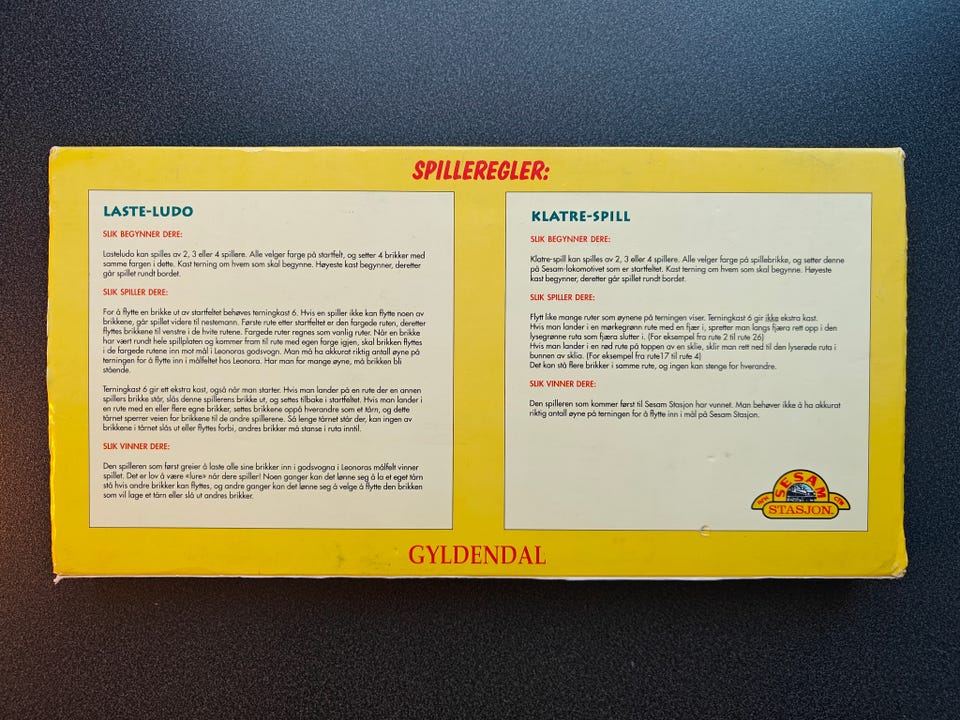 SPILLEREGLER:
LASTE-LUDO
SLIK BEGYNNER DERE:
Lasteludo kan spilles av 2, 3 eller 4 spillere. Alle velger farge på startfelt, og setter 4 brikker med
samme fargen i dette. Kast terning om hvem som skal begynne. Høyeste kast begynner, deretter
går spillet rundt bordet.
SLIK SPILLER DERE:
For å flytte en brikke ut av startfeltet behøves terningkast 6. Hvis en spiller ikke kan flytte noen av
brikkene, går spillet videre til nestemann. Første rute etter startfeltet er den fargede ruten, deretter
flyttes brikkene til venstre i de hvite rutene. Fargede ruter regnes som vanlig ruter. Når en brikke
har vært rundt hele spillplaten og kommer fram til rute med egen farge igjen, skal brikken flyttes
i de fargede rutene inn mot mål i Leonoras godsvogn. Man må ha akkurat riktig antall øyne på
terningen for å flytte inn i målfeltet hos Leonora. Har man for mange øyne, må brikken bli
stående.
Terningkast 6 gir ett ekstra kast, også når man starter. Hvis man lander på en rute der en annen
spillers brikke står, slås denne spillerens brikke ut, og settes tilbake i startfeltet. Hvis man lander i
en rute med en eller flere egne brikker, settes brikkene oppå hverandre som et tårn, og dette
tårnet sperrer veien for brikkene til de andre spillerne. Så lenge tårnet står der, kan ingen av
brikkene i tårnet slås ut eller flyttes forbi, andres brikker må stanse i ruta inntil.
SLIK VINNER DERE:
Den spilleren som først greier å laste alle sine brikker inn i godsvogna i Leonoras målfelt vinner
spillet. Det er lov å være «lure» når dere spiller! Noen ganger kan det lønne seg å la et eget tårn
stå hvis andre brikker kan flyttes, og andre ganger kan det lønne seg å velge å flytte den brikken
som vil lage et tårn eller slå ut andres brikker.
KLATRE-SPILL
SLIK BEGYNNER DERE:
Klatre-spill kan spilles av 2, 3 eller 4 spillere. Alle velger farge på spillebrikke, og setter denne
på Sesam-lokomotivet som er startfeltet. Kast terning om hvem som skal begynne. Høyeste
kast begynner, deretter går spillet rundt bordet.
SLIK SPILLER DERE:
Flytt like mange ruter som øynene på terningen viser. Terningkast 6 gir ikke ekstra kast.
Hvis man lander i en mørkegrønn rute med en fjær i, spretter man langs fjæra rett opp i den
lysegrønne ruta som fjæra slutter i. (For eksempel fra rute 2 til rute 26)
Hvis man lander i en rød rute på toppen av en sklie, sklir man rett ned til den lyserøde ruta i
bunnen av sklia. (For eksempel fra rute17 til rute 4)
Det kan stå flere brikker i samme rute, og ingen kan stenge for hverandre.
SLIK VINNER DERE:
Den spilleren som kommer først til Sesam Stasjon har vunnet. Man behøver ikke å ha akkurat
riktig antall øyne på terningen for å flytte inn i mål på Sesam Stasjon.
SESAM
STASJON
GYLDENDAL